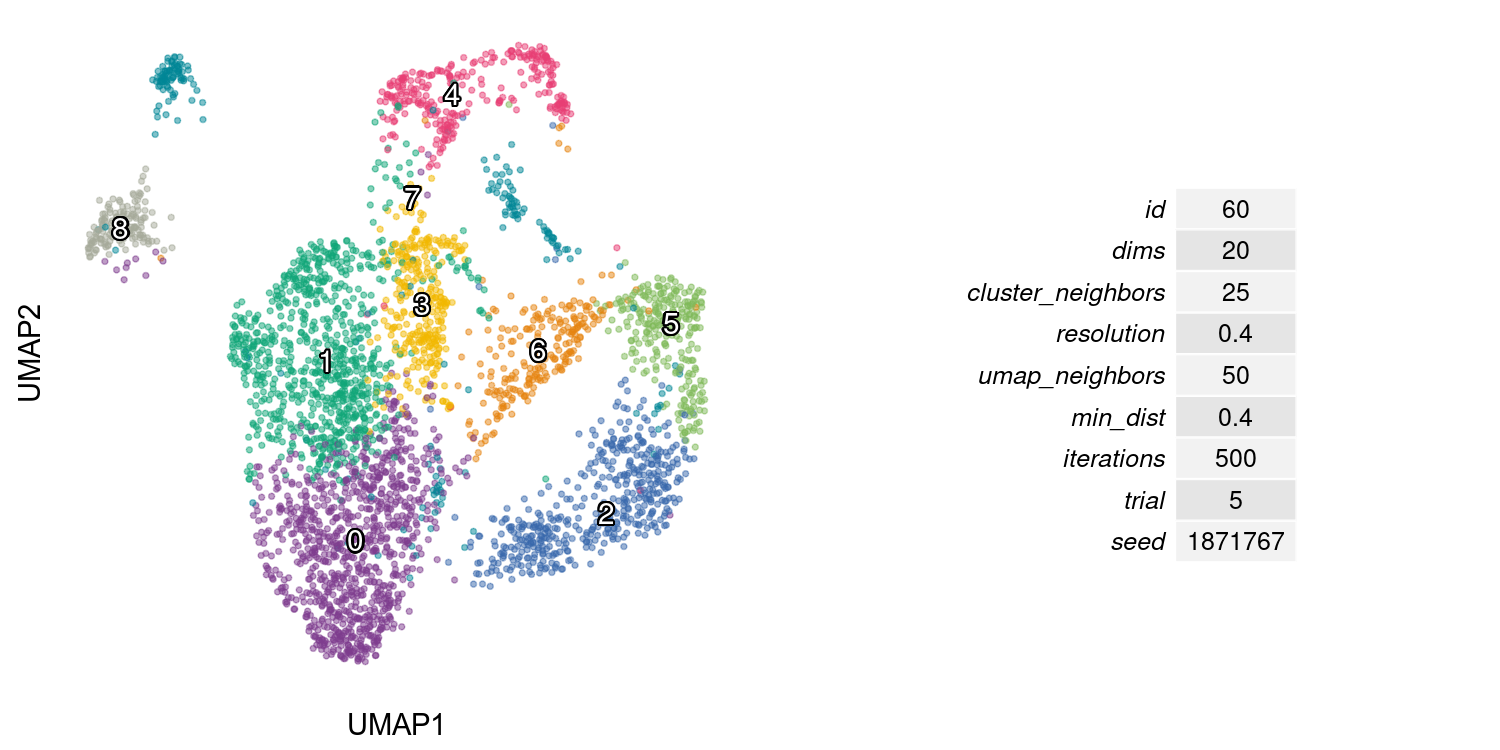 4
7
8
3
5
1
6
2
0
UMAP2
UMAP1
id 60
dims 20
cluster_neighbors 25
resolution 0.4
umap_neighbors 50
min_dist 0.4
iterations 500
trial 5
seed 1871767